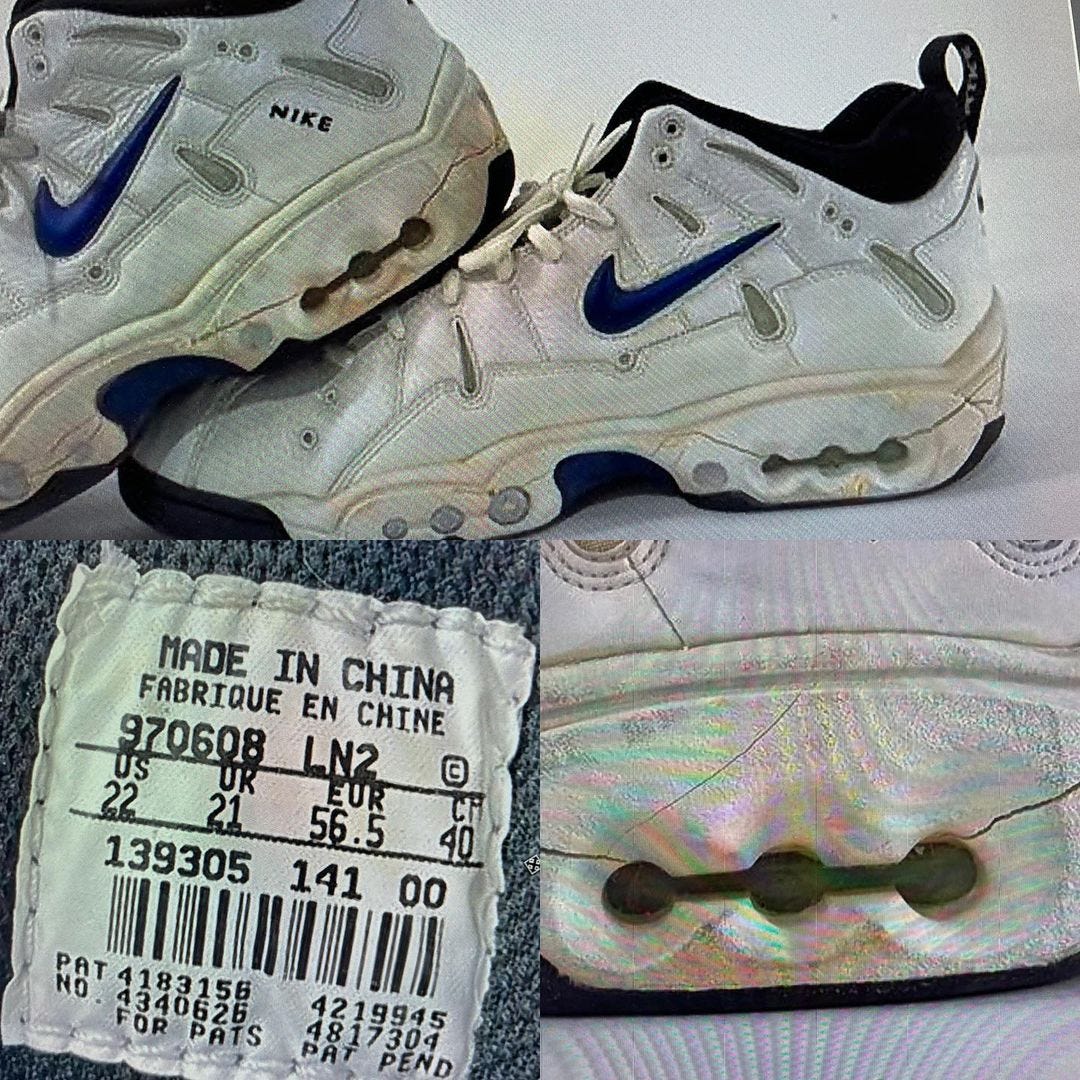 NIKE
NIKE
MADE IN CHINA
FABRIQUE EN CHINE
970608 LN2 ©
US UK EUR CM
22 21 56.5 40
139305 141 00
PAT 4183156 4219945
NO. 4340626 4817304
FOR PATS PAT PEND